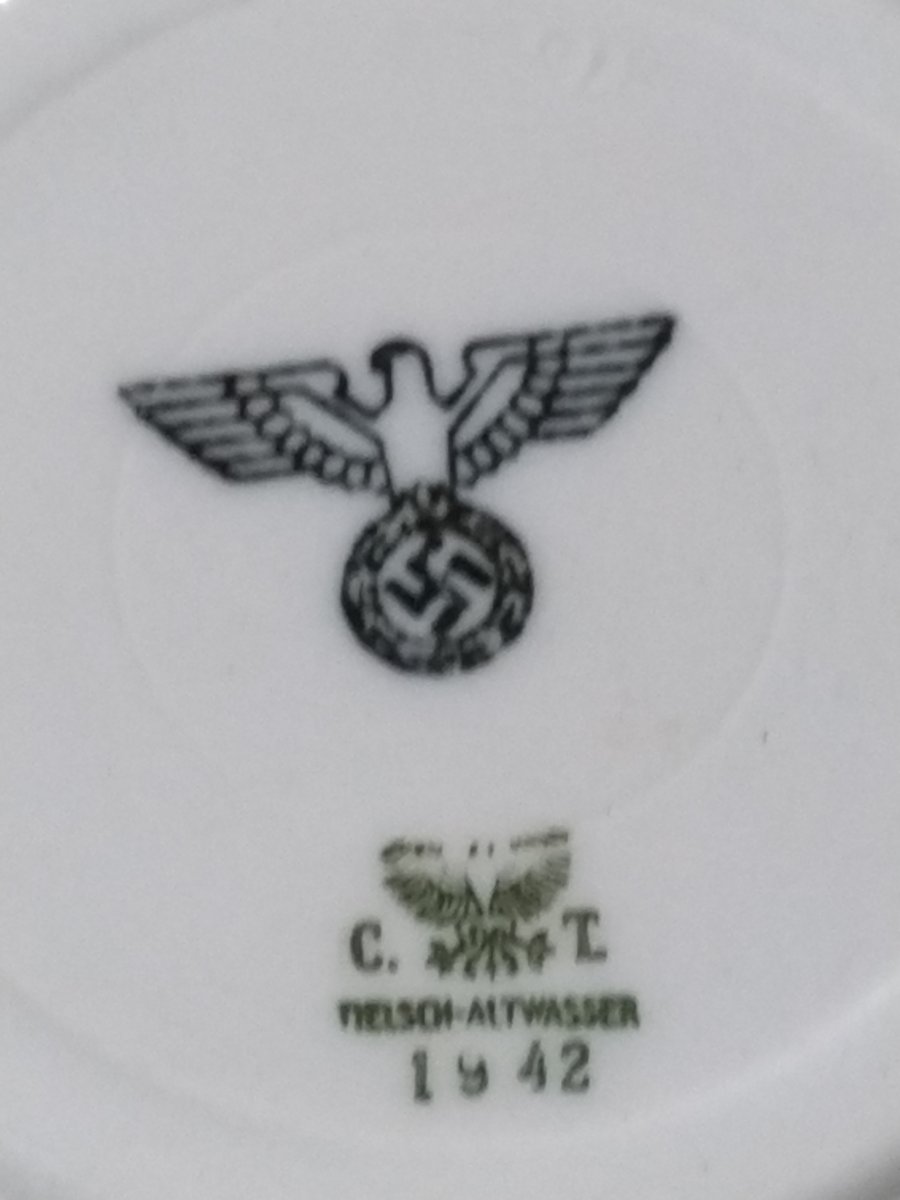 C. T.
TIELSCH-ALTWASSER
1942